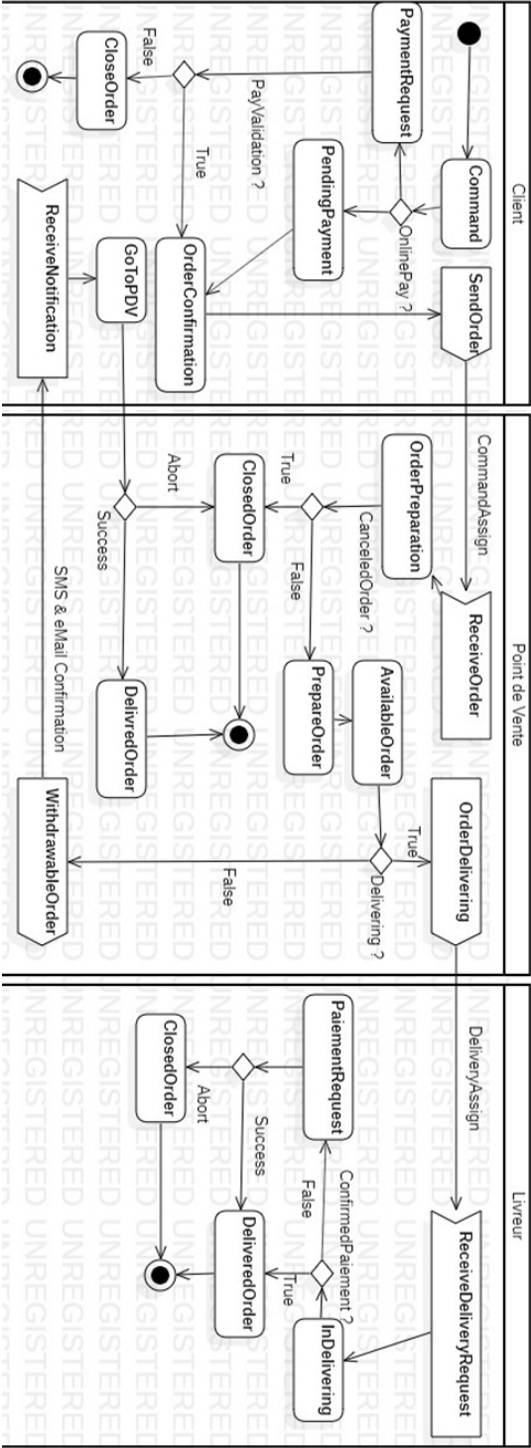 Client
Command
OnlinePay ?
PaymentRequest
PendingPayment
PayValidation ?
False
True
CloseOrder
OrderConfirmation
SendOrder
GoToPDV
ReceiveNotification
Point de Vente
CommandAssign
ReceiveOrder
OrderPreparation
CanceledOrder ?
True
False
ClosedOrder
PrepareOrder
AvailableOrder
Delivering ?
True
False
OrderDelivering
WithdrawableOrder
SMS & eMail Confirmation
Abort
Success
DelivredOrder
Livreur
DeliveryAssign
ReceiveDeliveryRequest
InDelivering
ConfirmedPaiement ?
False
True
PaiementRequest
Success
Abort
ClosedOrder
DeliveredOrder
UNREGISTERED